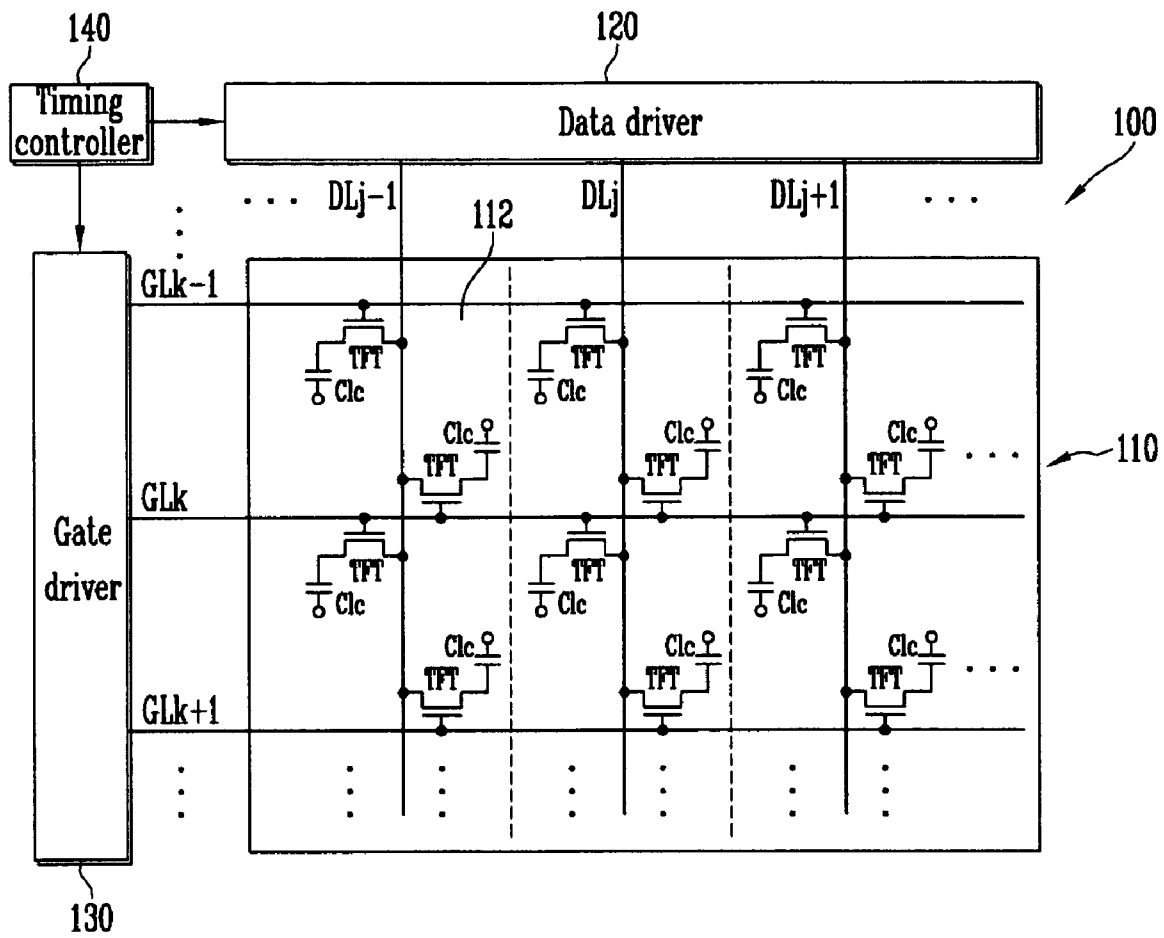 140
120
Timing
controller
Data driver
100
DLj-1
DLj
DLj+1
112
GLk-1
TFT
TFT
TFT
Clc
Clc
Clc
Clc
Clc
Clc
TFT
TFT
TFT
110
GLk
Gate
driver
TFT
TFT
TFT
Clc
Clc
Clc
Clc
Clc
Clc
TFT
TFT
TFT
GLk+1
130